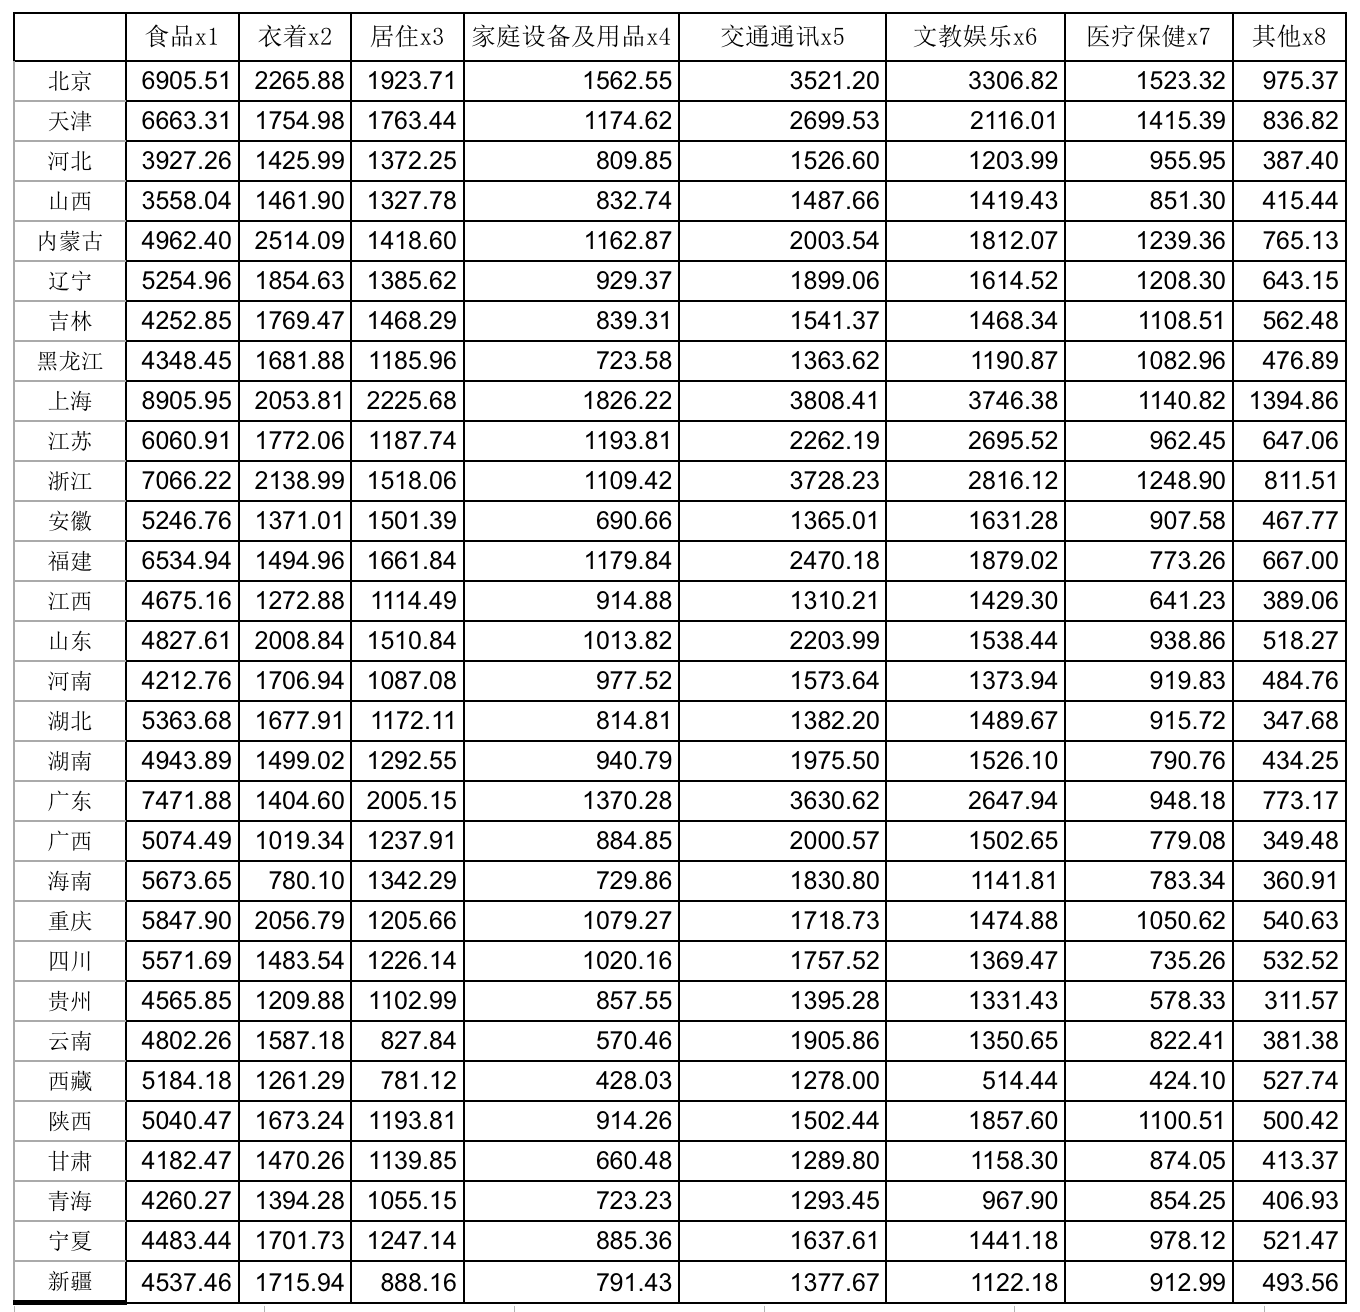 食品x1 衣着x2 居住x3 家庭设备及用品x4 交通通讯x5 文教娱乐x6 医疗保健x7 其他x8
北京 6905.51 2265.88 1923.71 1562.55 3521.20 3306.82 1523.32 975.37
天津 6663.31 1754.98 1763.44 1174.62 2699.53 2116.01 1415.39 836.82
河北 3927.26 1425.99 1372.25 809.85 1526.60 1203.99 955.95 387.40
山西 3558.04 1461.90 1327.78 832.74 1487.66 1419.43 851.30 415.44
内蒙古 4962.40 2514.09 1418.60 1162.87 2003.54 1812.07 1239.36 765.13
辽宁 5254.96 1854.63 1385.62 929.37 1899.06 1614.52 1208.30 643.15
吉林 4252.85 1769.47 1468.29 839.31 1541.37 1468.34 1108.51 562.48
黑龙江 4348.45 1681.88 1185.96 723.58 1363.62 1190.87 1082.96 476.89
上海 8905.95 2053.81 2225.68 1826.22 3808.41 3746.38 1140.82 1394.86
江苏 6060.91 1772.06 1187.74 1193.81 2262.19 2695.52 962.45 647.06
浙江 7066.22 2138.99 1518.06 1109.42 3728.23 2816.12 1248.90 811.51
安徽 5246.76 1371.01 1501.39 690.66 1365.01 1631.28 907.58 467.77
福建 6534.94 1494.96 1661.84 1179.84 2470.18 1879.02 773.26 667.00
江西 4675.16 1272.88 1114.49 914.88 1310.21 1429.30 641.23 389.06
山东 4827.61 2008.84 1510.84 1013.82 2203.99 1538.44 938.86 518.27
河南 4212.76 1706.94 1087.08 977.52 1573.64 1373.94 919.83 484.76
湖北 5363.68 1677.91 1172.11 814.81 1382.20 1489.67 915.72 347.68
湖南 4943.89 1499.02 1292.55 940.79 1975.50 1526.10 790.76 434.25
广东 7471.88 1404.60 2005.15 1370.28 3630.62 2647.94 948.18 773.17
广西 5074.49 1019.34 1237.91 884.85 2000.57 1502.65 779.08 349.48
海南 5673.65 780.10 1342.29 729.86 1830.80 1141.81 783.34 360.91
重庆 5847.90 2056.79 1205.66 1079.27 1718.73 1474.88 1050.62 540.63
四川 5571.69 1483.54 1226.14 1020.16 1757.52 1369.47 735.26 532.52
贵州 4565.85 1209.88 1102.99 857.55 1395.28 1331.43 578.33 311.57
云南 4802.26 1587.18 827.84 570.46 1905.86 1350.65 822.41 381.38
西藏 5184.18 1261.29 781.12 428.03 1278.00 514.44 424.10 527.74
陕西 5040.47 1673.24 1193.81 914.26 1502.44 1857.60 1100.51 500.42
甘肃 4182.47 1470.26 1139.85 660.48 1289.80 1158.30 874.05 413.37
青海 4260.27 1394.28 1055.15 723.23 1293.45 967.90 854.25 406.93
宁夏 4483.44 1701.73 1247.14 885.36 1637.61 1441.18 978.12 521.47
新疆 4537.46 1715.94 888.16 791.43 1377.67 1122.18 912.99 493.56